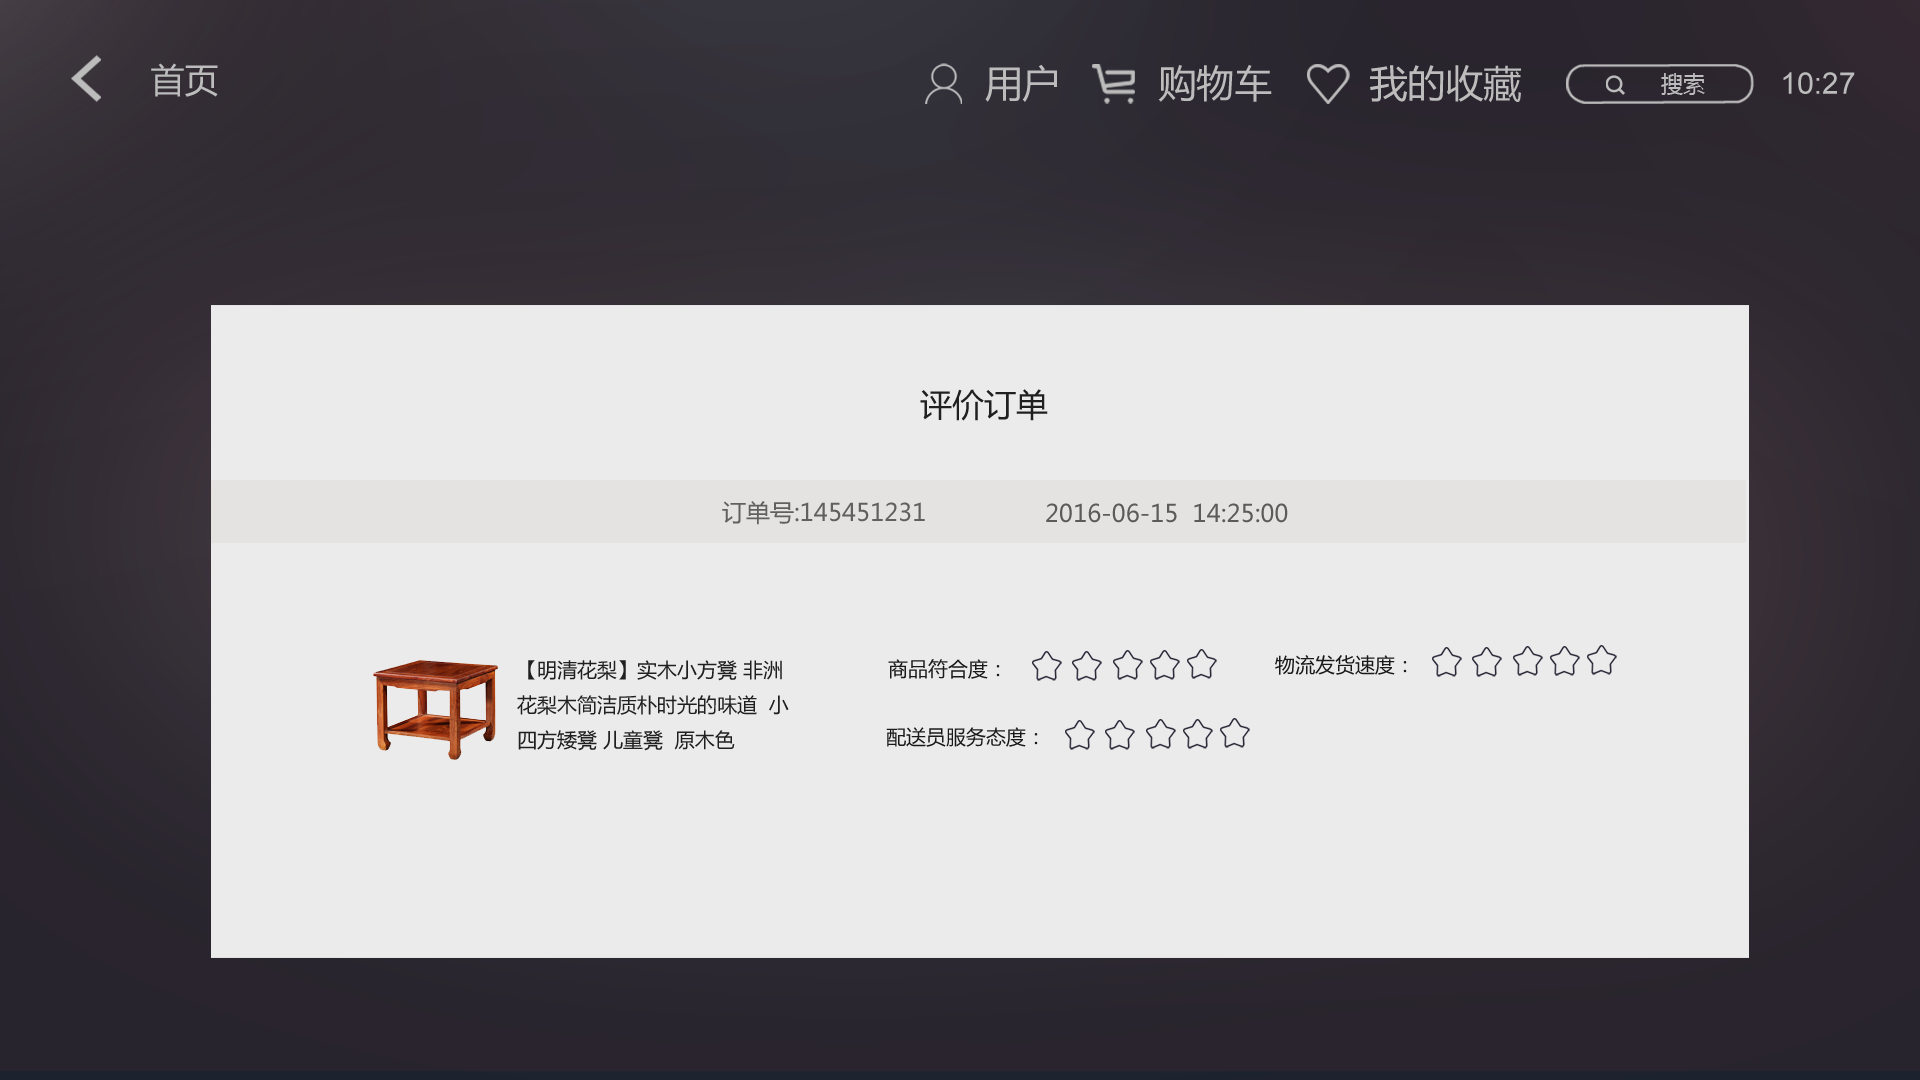 首页
用户
购物车
我的收藏
搜索
10:27
评价订单
订单号:145451231
2016-06-15 14:25:00
【明清花梨】实木小方凳 非洲
花梨木简洁质朴时光的味道 小
四方矮凳 儿童凳 原木色
商品符合度：
物流发货速度：
配送员服务态度：